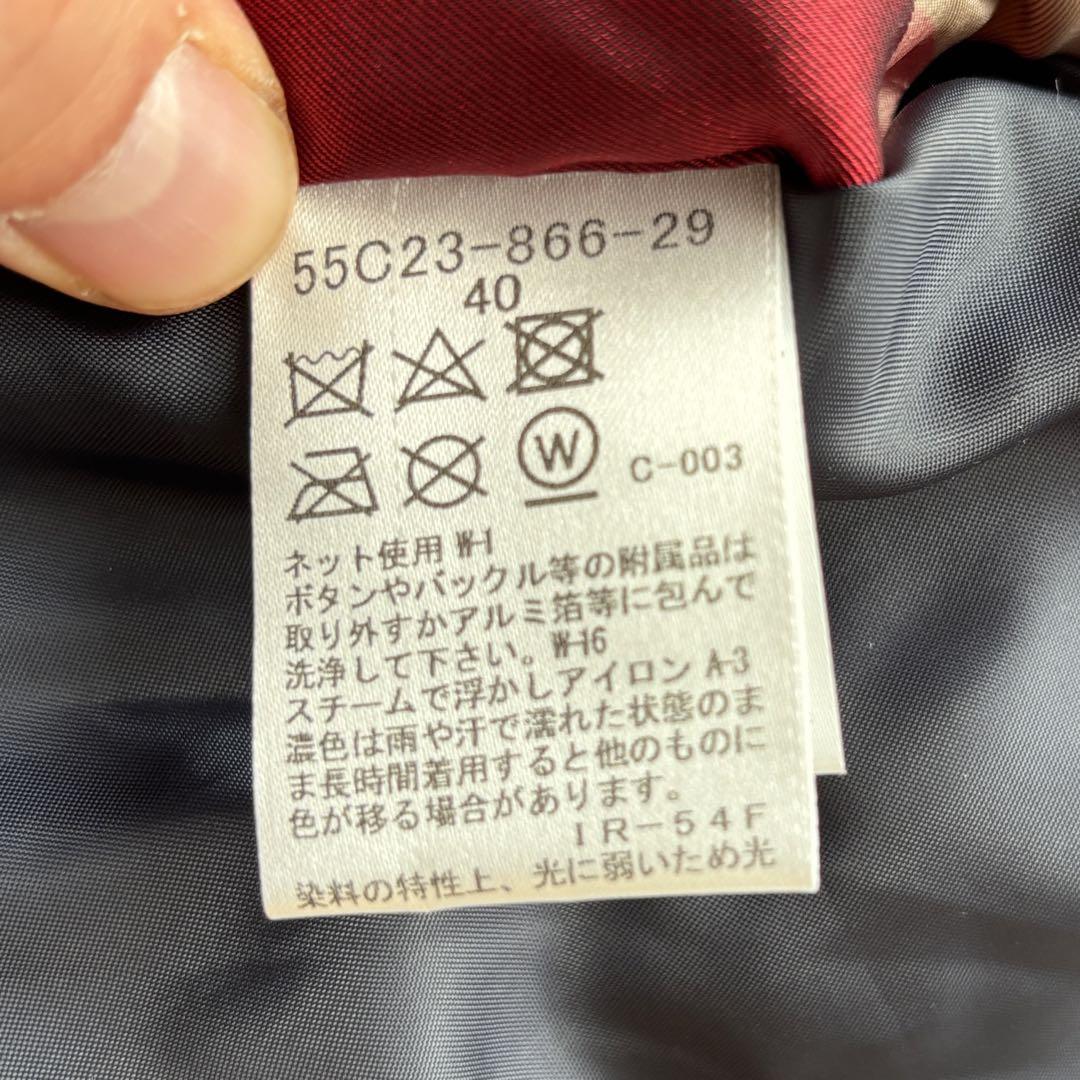 55C23-866-29
40
W
C-003
ネット使用 W-1
ボタンやバックル等の附属品は
取り外すかアルミ箔等に包んで
洗浄して下さい。W-16
スチームで浮かしアイロン A-3
濃色は雨や汗で濡れた状態のま
ま長時間着用すると他のものに
色が移る場合があります。
IR-54F
染料の特性上、光に弱いため光